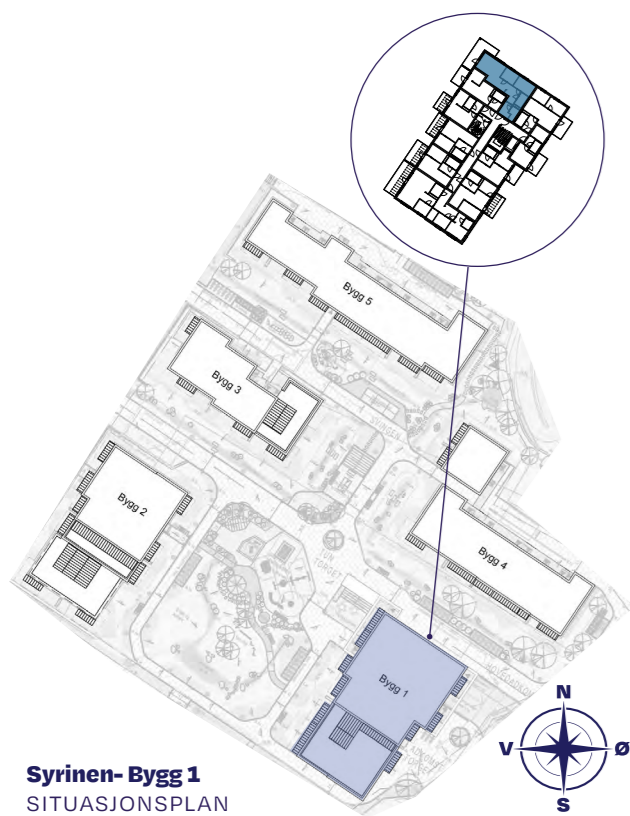 Bygg 5
Bygg 3
Bygg 2
Bygg 4
Bygg 1
N
V
Ø
S
Syrinen- Bygg 1
SITUASJONSPLAN